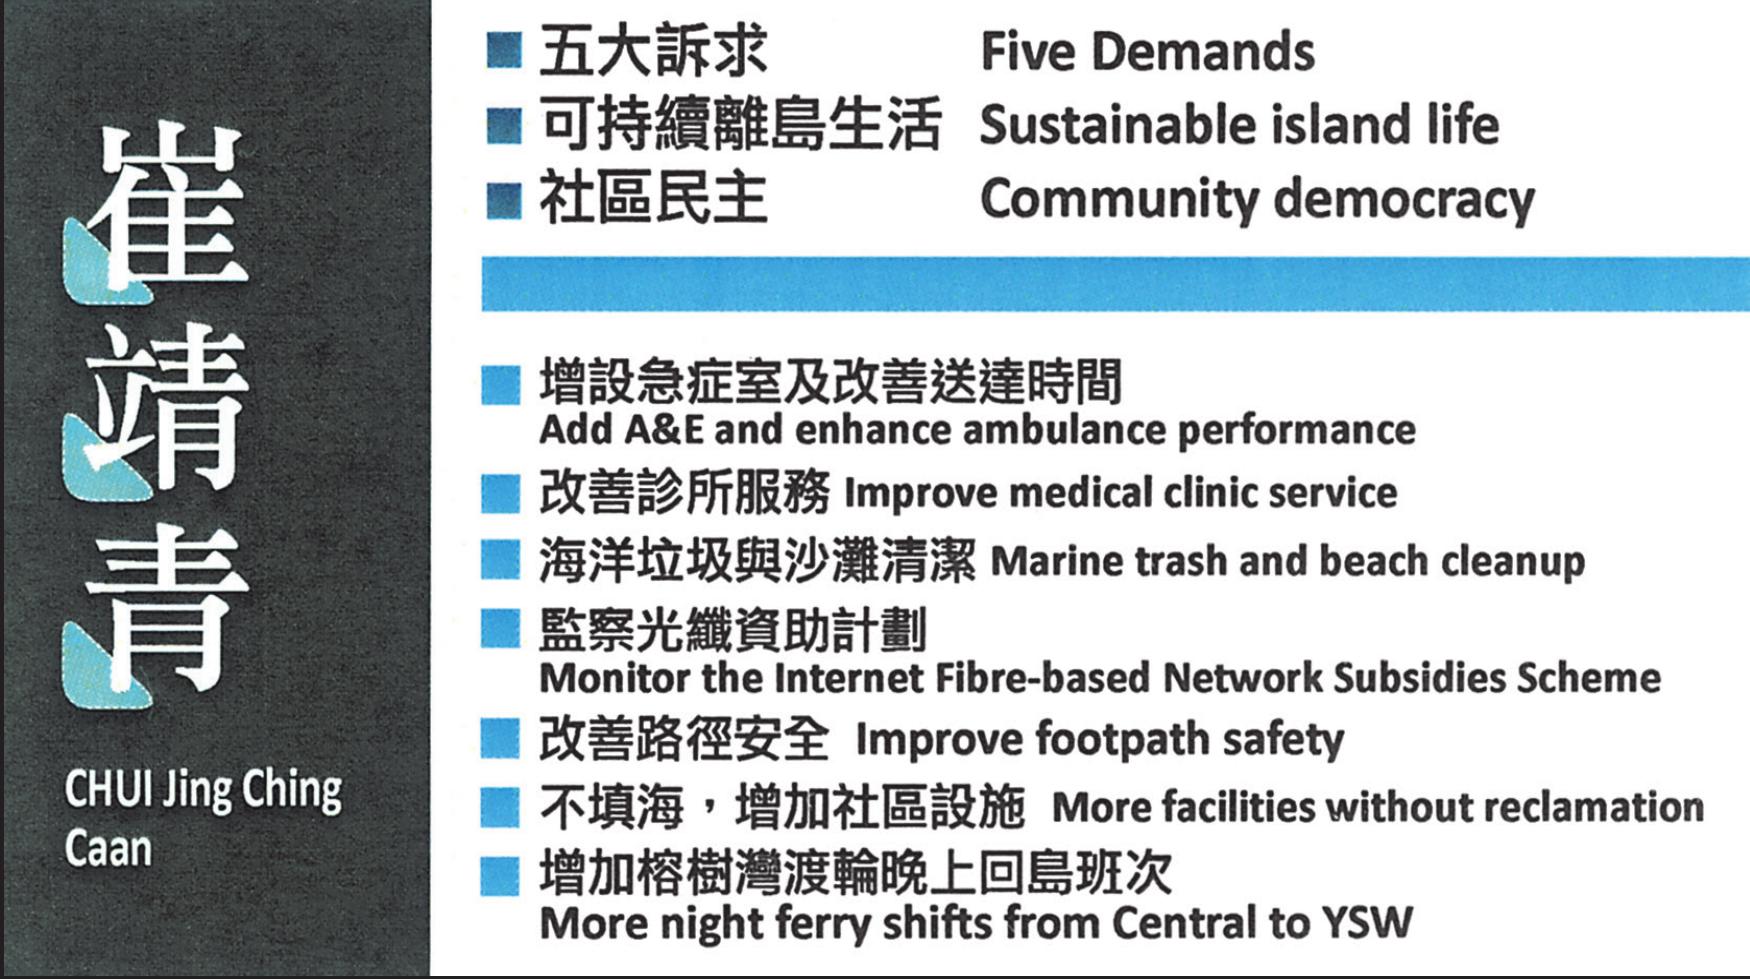 崔靖青
CHUI Jing Ching
Caan
五大訴求 Five Demands
可持續離島生活 Sustainable island life
社區民主 Community democracy
增設急症室及改善送達時間
Add A&E and enhance ambulance performance
改善診所服務 Improve medical clinic service
海洋垃圾與沙灘清潔 Marine trash and beach cleanup
監察光纖資助計劃
Monitor the Internet Fibre-based Network Subsidies Scheme
改善路徑安全 Improve footpath safety
不填海，增加社區設施 More facilities without reclamation
增加榕樹灣渡輪晚上回島班次
More night ferry shifts from Central to YSW